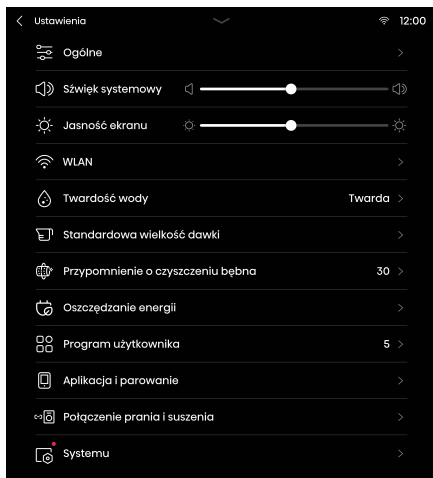 Ustawienia 12:00
Ogólne
Sźwięk systemowy
Jasność ekranu
WLAN
Twardość wody Twarda
Standardowa wielkość dawki
Przypomnienie o czyszczeniu bębna 30
Oszczędzanie energii
Program użytkownika 5
Aplikacja i parowanie
Połączenie prania i suszenia
Systemu